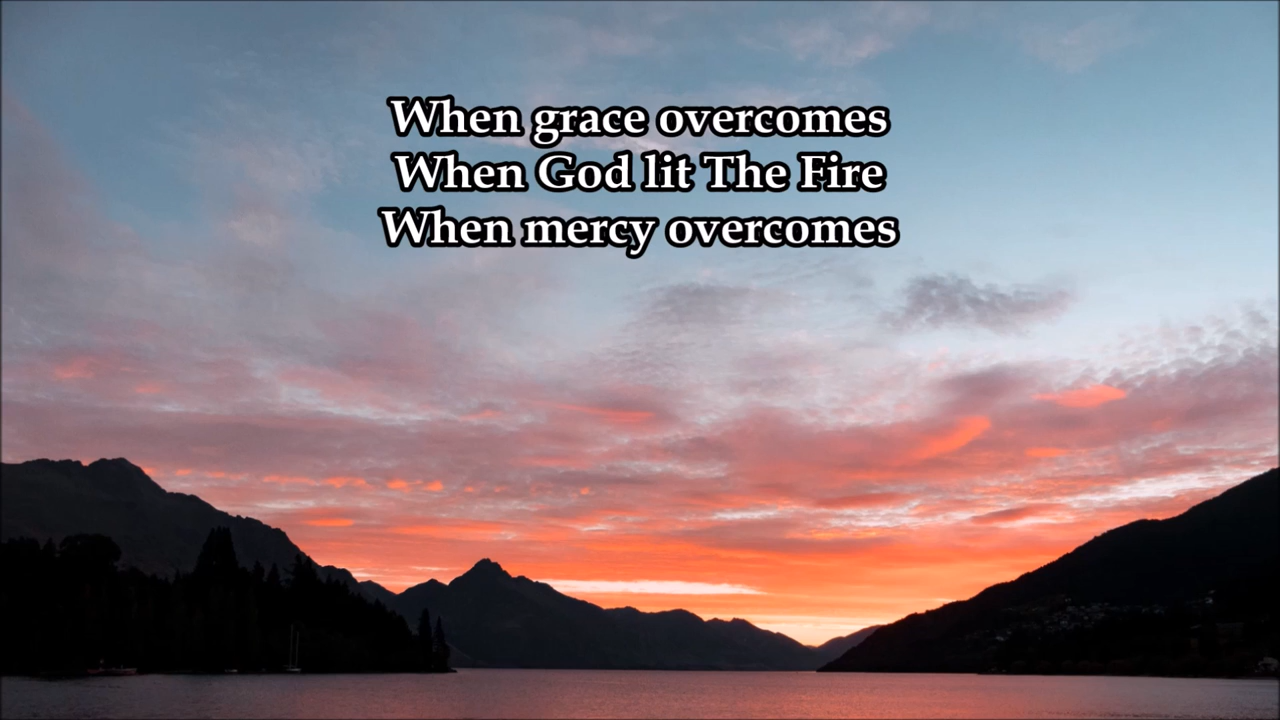 When grace overcomes
When God lit The Fire
When mercy overcomes